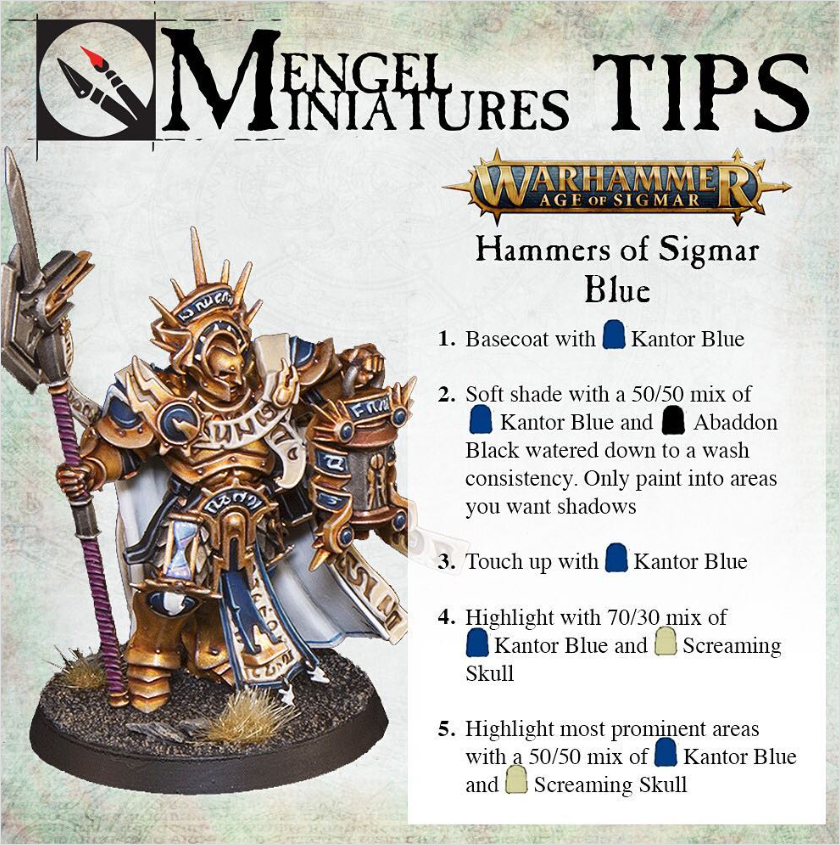 MENGEL MINIATURES TIPS
WARHAMMER
AGE OF SIGMAR
Hammers of Sigmar
Blue
1. Basecoat with Kantor Blue
2. Soft shade with a 50/50 mix of
Kantor Blue and Abaddon
Black watered down to a wash
consistency. Only paint into areas
you want shadows
3. Touch up with Kantor Blue
4. Highlight with 70/30 mix of
Kantor Blue and Screaming
Skull
5. Highlight most prominent areas
with a 50/50 mix of Kantor Blue
and Screaming Skull